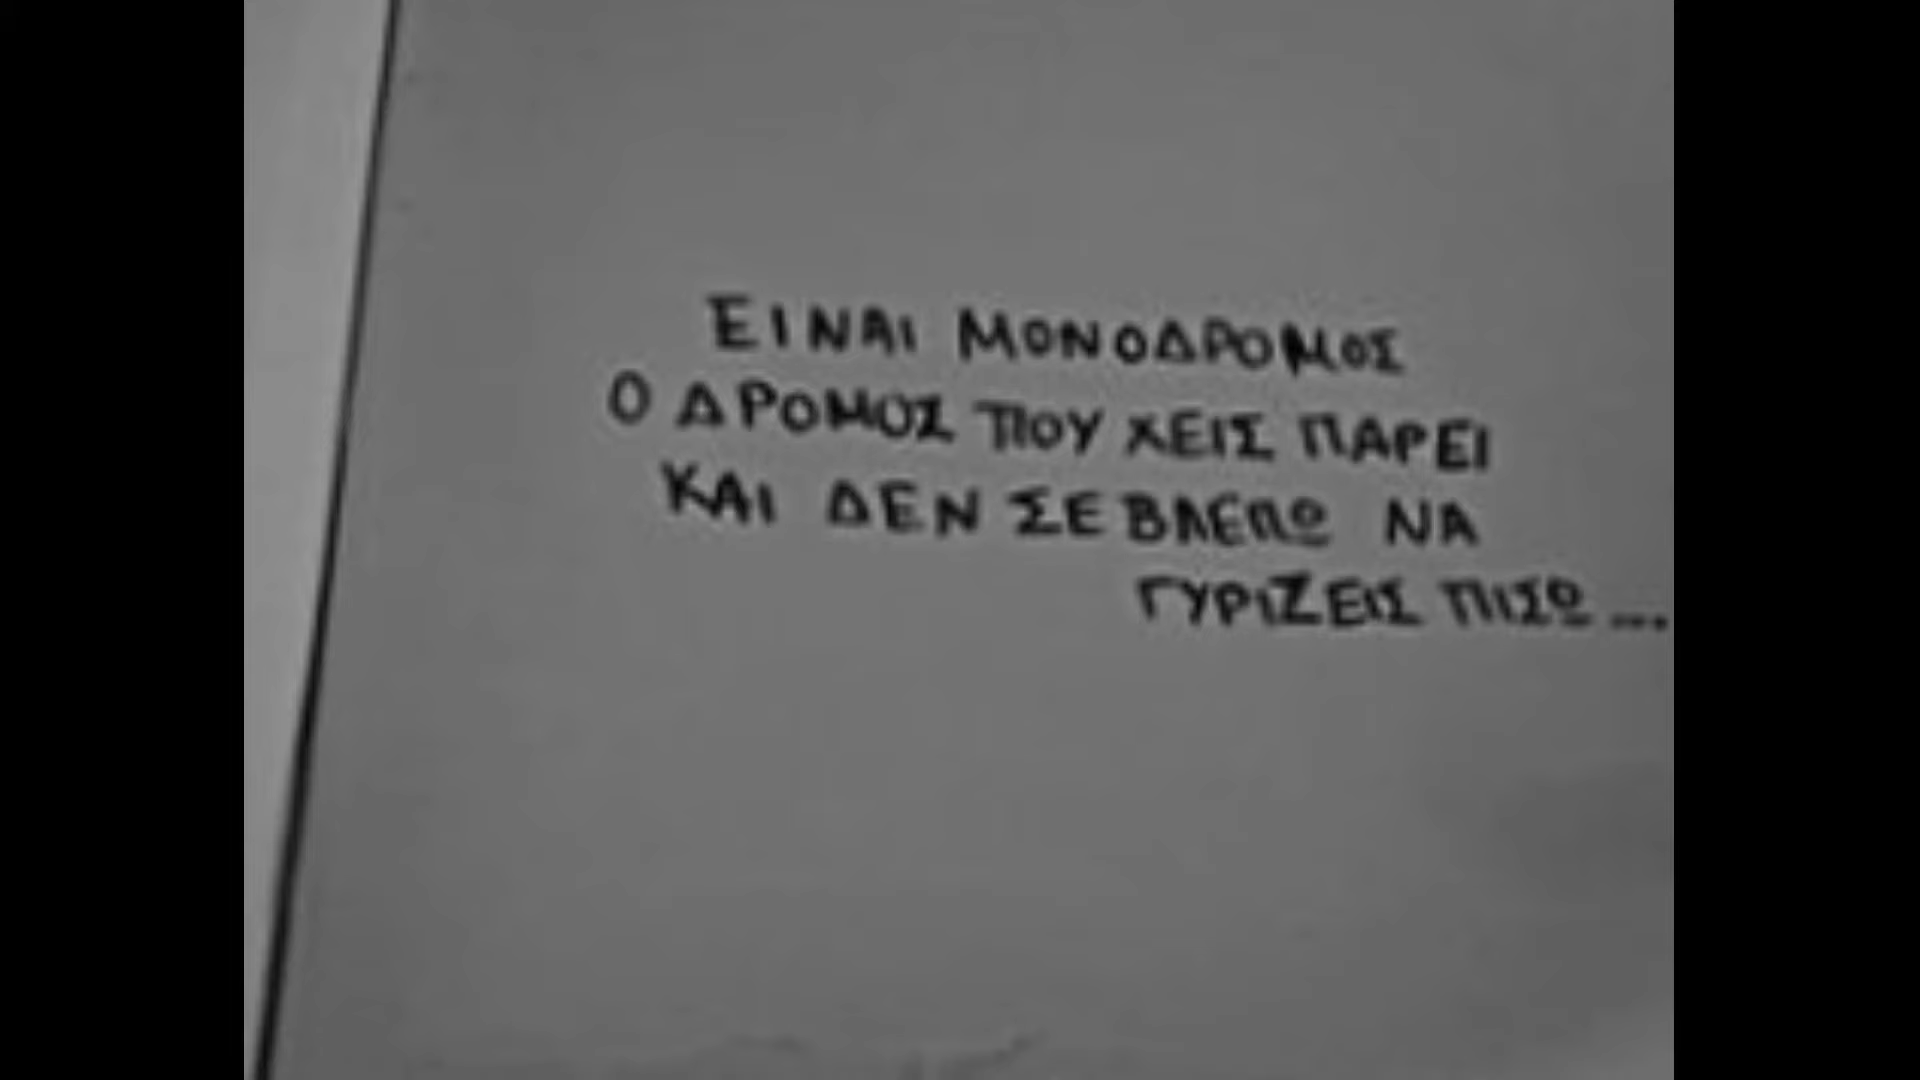 ΕΙΝΑΙ ΜΟΝΟΔΡΟΜΟΣ
Ο ΔΡΟΜΟΣ ΠΟΥ ΧΕΙΣ ΠΑΡΕΙ
ΚΑΙ ΔΕΝ ΣΕ ΒΛΕΠΩ ΝΑ
ΓΥΡΙΖΕΙΣ ΠΙΣΩ...